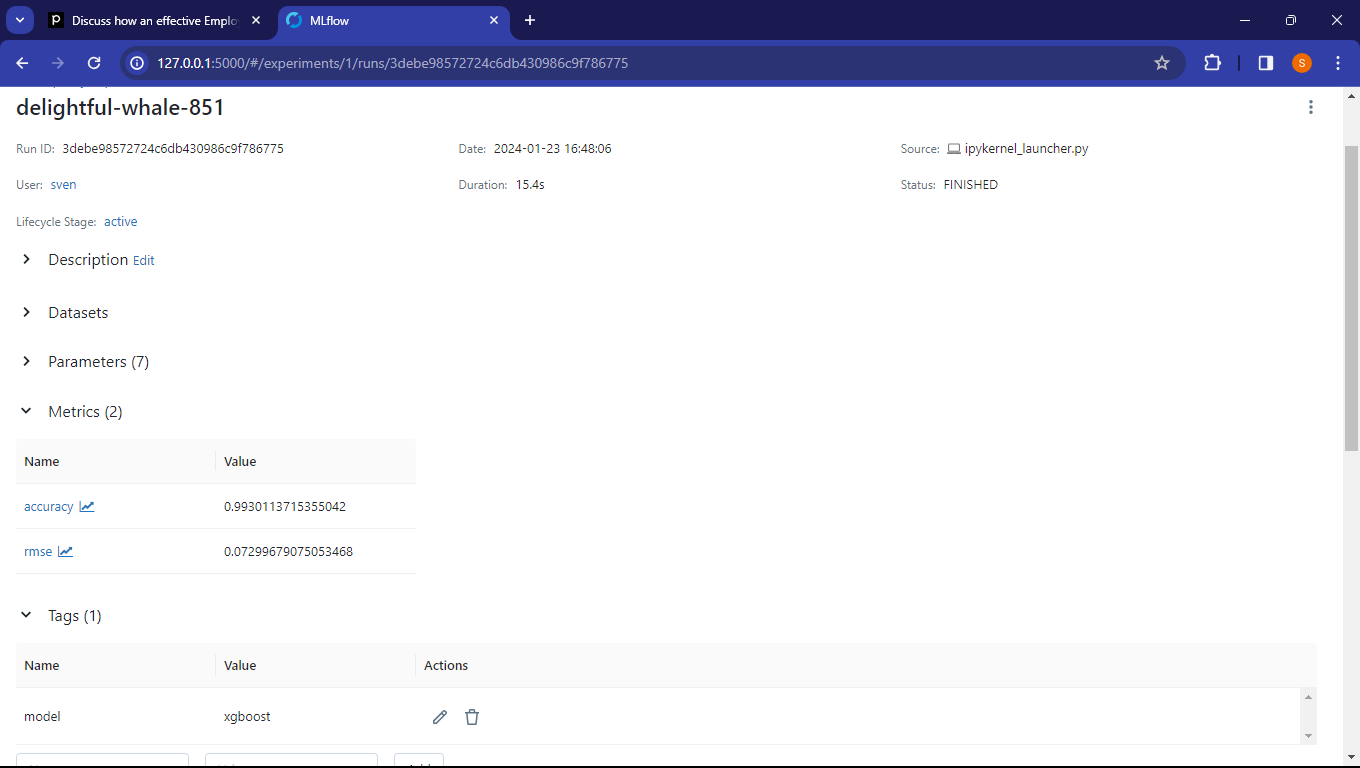 Discuss how an effective Emplo
MLflow
127.0.0.1:5000/#/experiments/1/runs/3debe98572724c6db430986c9f786775
S
delightful-whale-851
Run ID: 3debe98572724c6db430986c9f786775
Date: 2024-01-23 16:48:06
Source: ipykernel_launcher.py
User: sven
Duration: 15.4s
Status: FINISHED
Lifecycle Stage: active
Description Edit
Datasets
Parameters (7)
Metrics (2)
Name Value
accuracy 0.9930113715355042
rmse 0.07299679075053468
Tags (1)
Name Value Actions
model xgboost